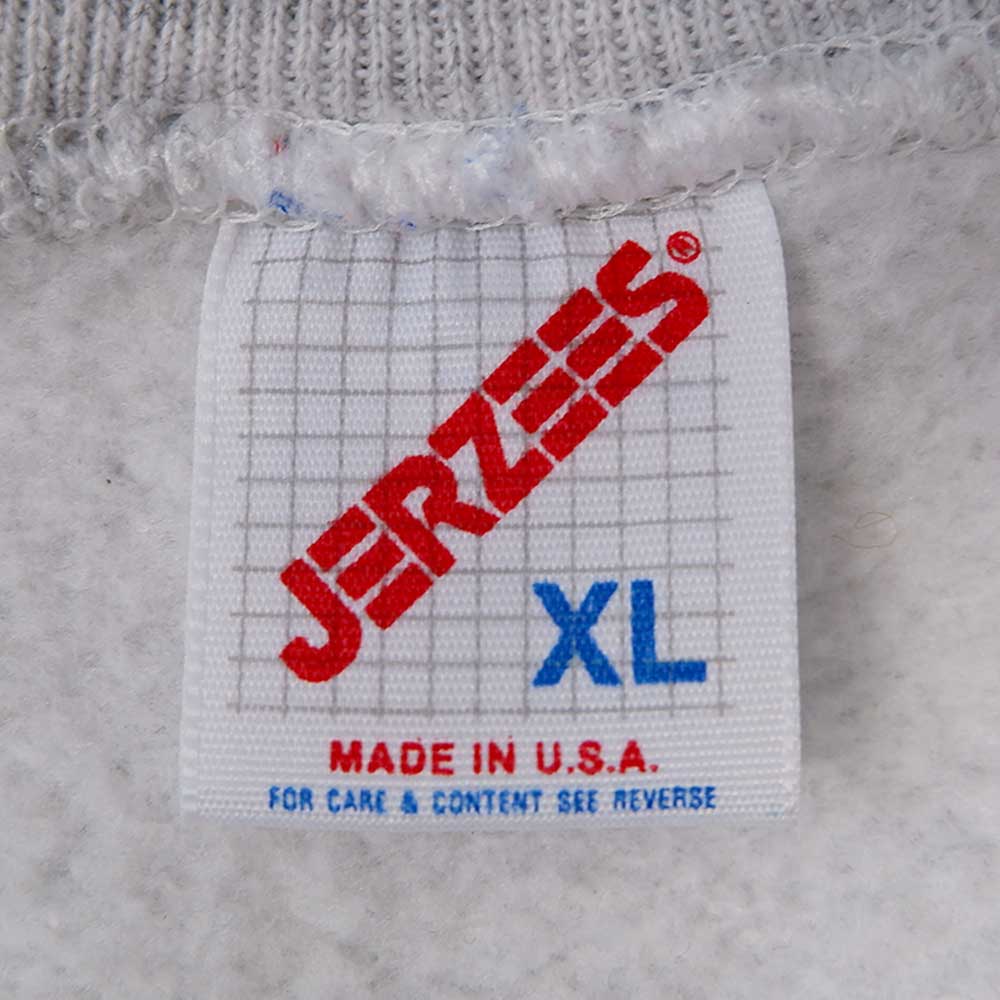 JERZEES®
XL
MADE IN U.S.A.
FOR CARE & CONTENT SEE REVERSE